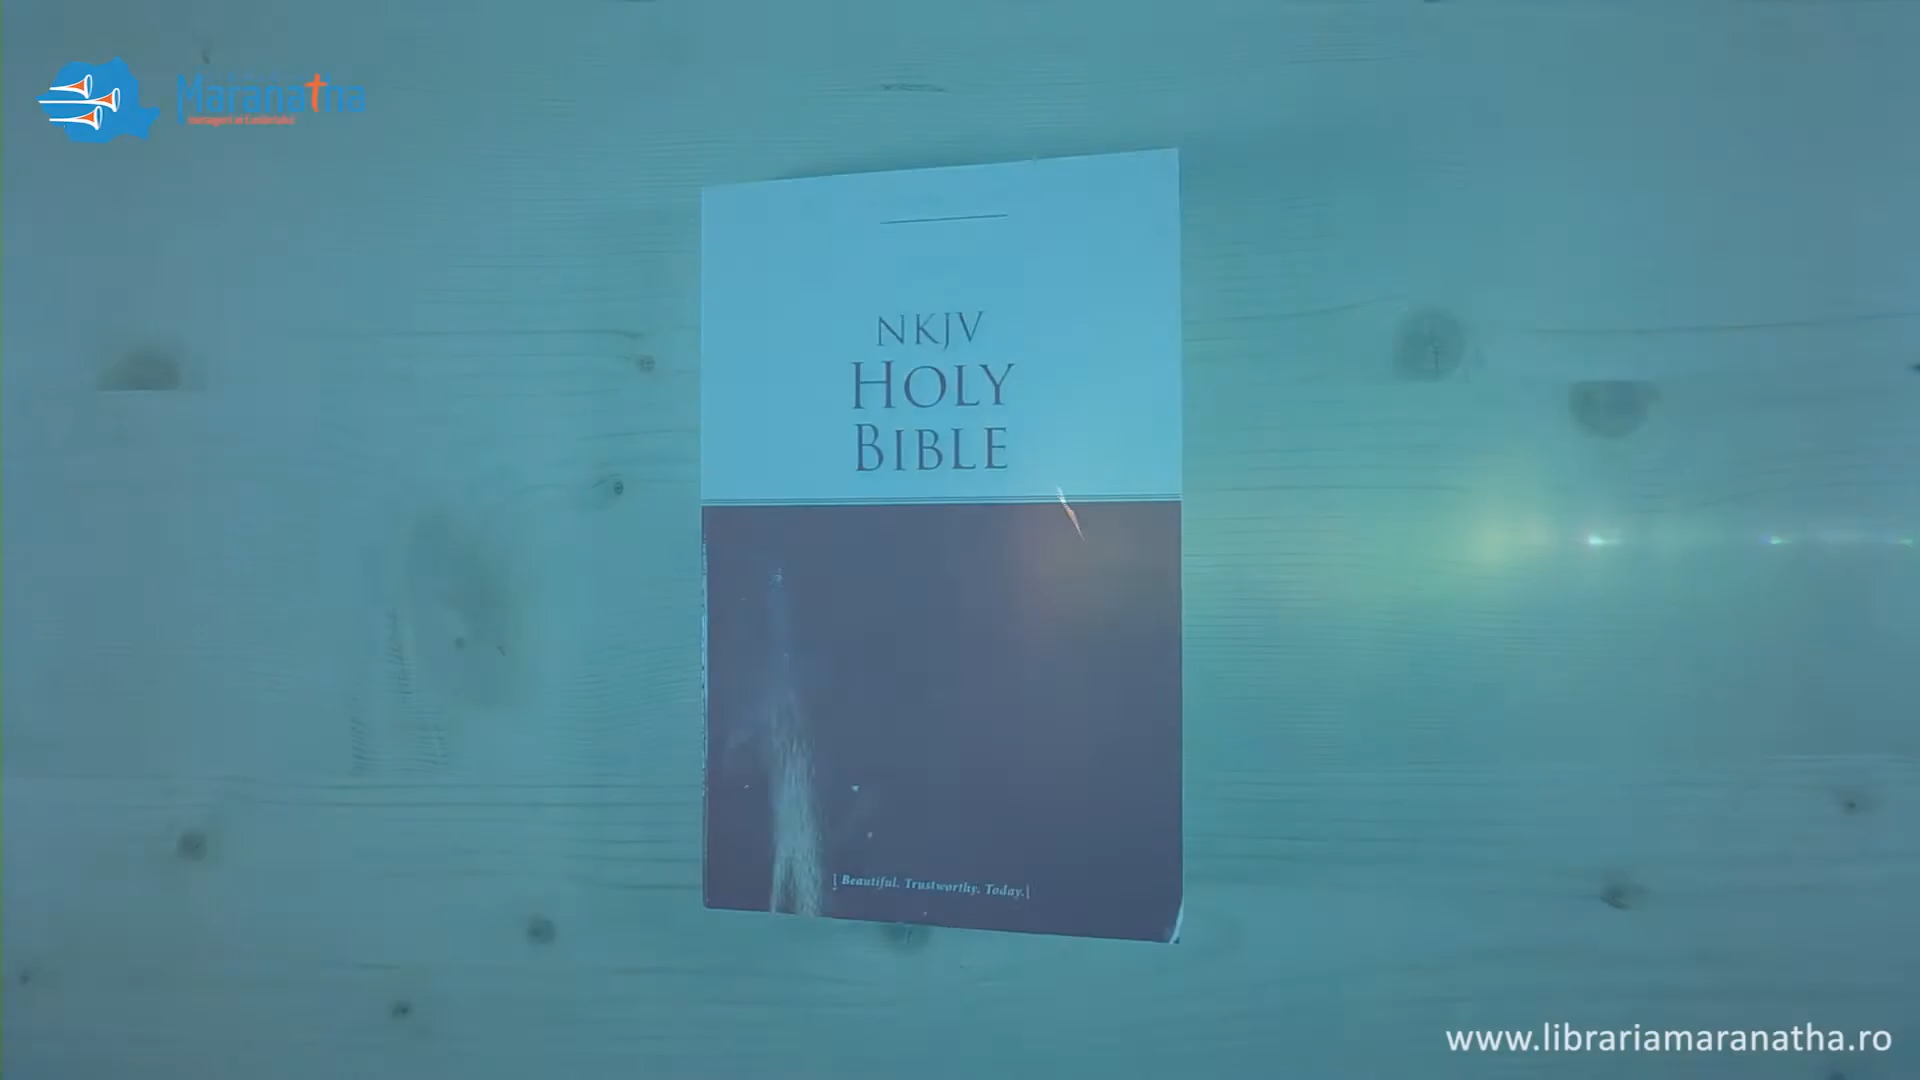 Maranatha
NKJV
HOLY
BIBLE
[ Beautiful. Trustworthy. Today.]
www.librariamaranatha.ro